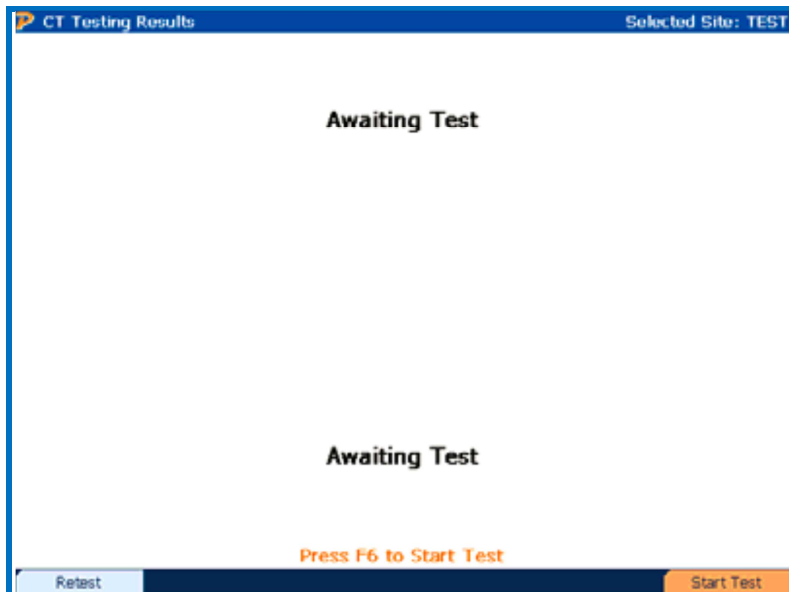 P CT Testing Results Selected Site: TEST
Awaiting Test
Awaiting Test
Press F6 to Start Test
Retest Start Test